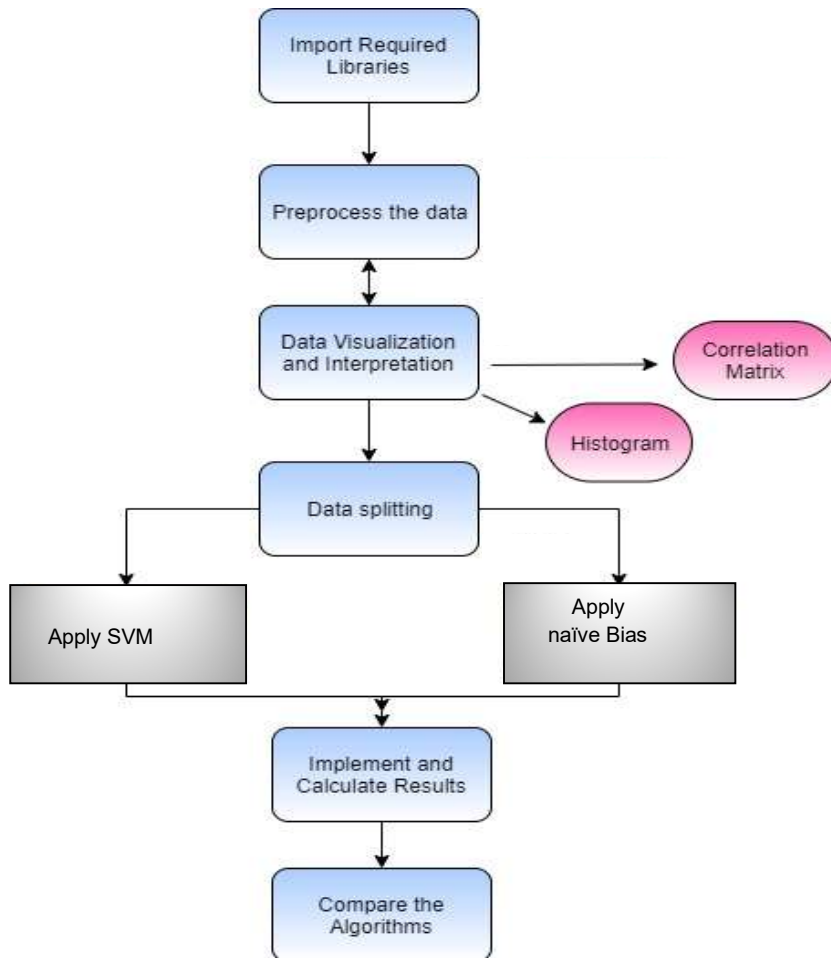 Import Required
Libraries
Preprocess the data
Data Visualization
and Interpretation
Correlation
Matrix
Histogram
Data splitting
Apply SVM
Apply
naïve Bias
Implement and
Calculate Results
Compare the
Algorithms